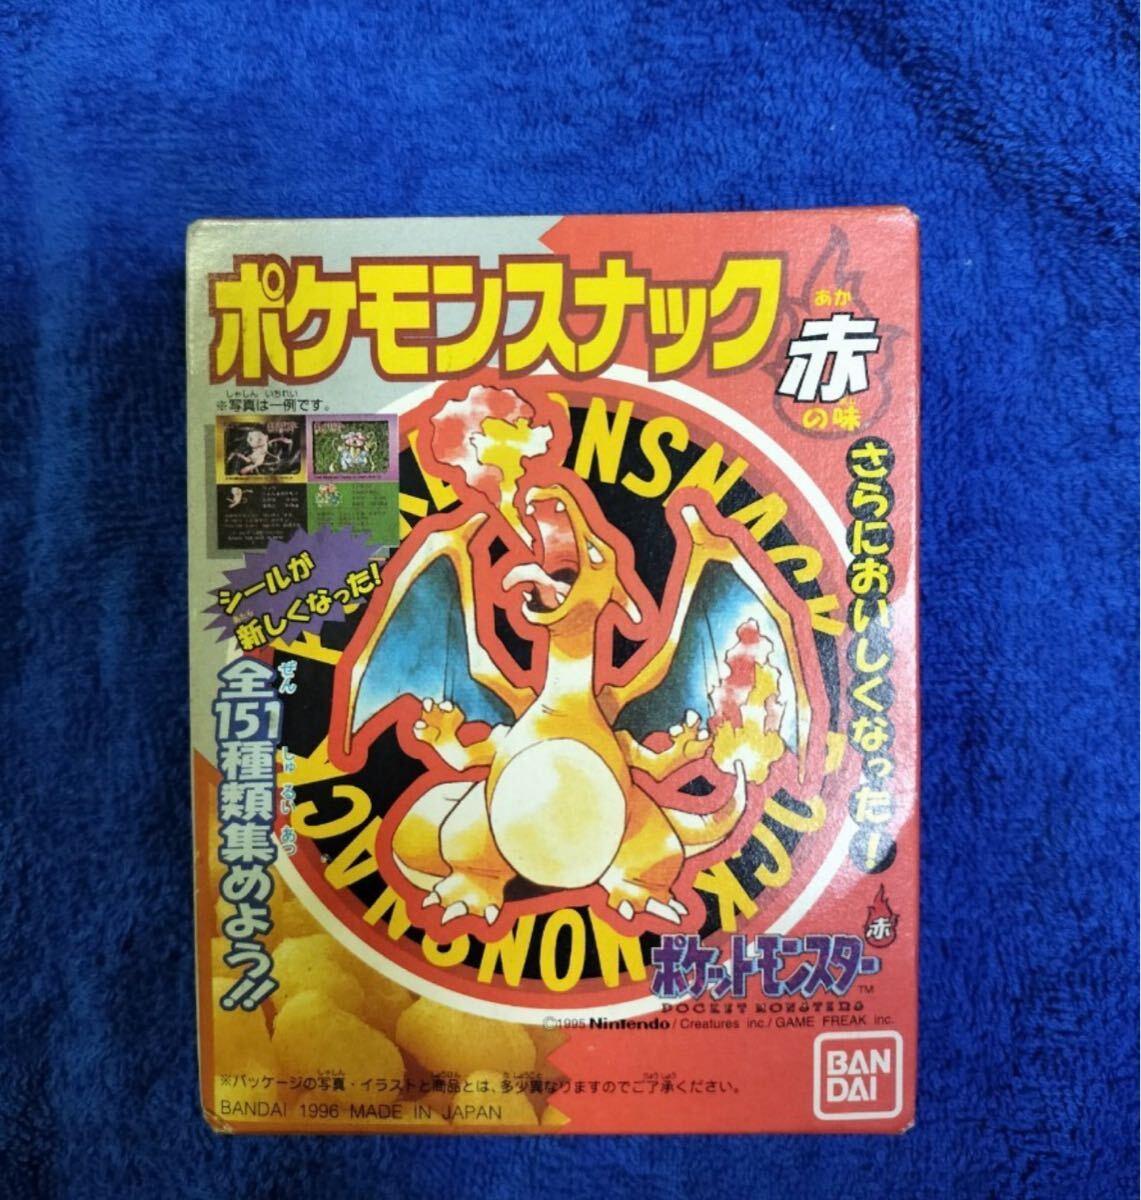 ポケモンスナック
あか
赤
の味
しゃしん いちれい
※写真は一例です。
シールが
新しくなった!
ぜん しゅ るい あつ
全151種類集めよう!!
さらにおいしくなった!
赤
ポケットモンスター™
POCKET MONSTERS
©1995 Nintendo/Creatures inc./GAME FREAK inc.
※パッケージの写真・イラストと商品とは、多少異なりますのでご了承ください。
BANDAI 1996 MADE IN JAPAN
BAN
DAI